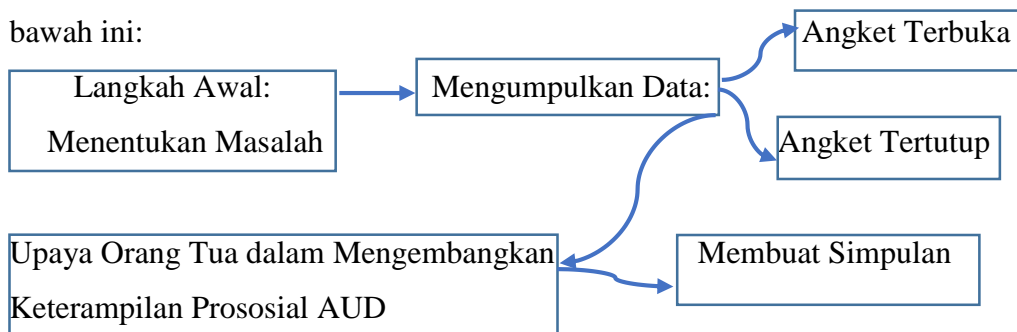 bawah ini:
Langkah Awal:
Menentukan Masalah
Mengumpulkan Data:
Angket Terbuka
Angket Tertutup
Upaya Orang Tua dalam Mengembangkan
Keterampilan Prososial AUD
Membuat Simpulan